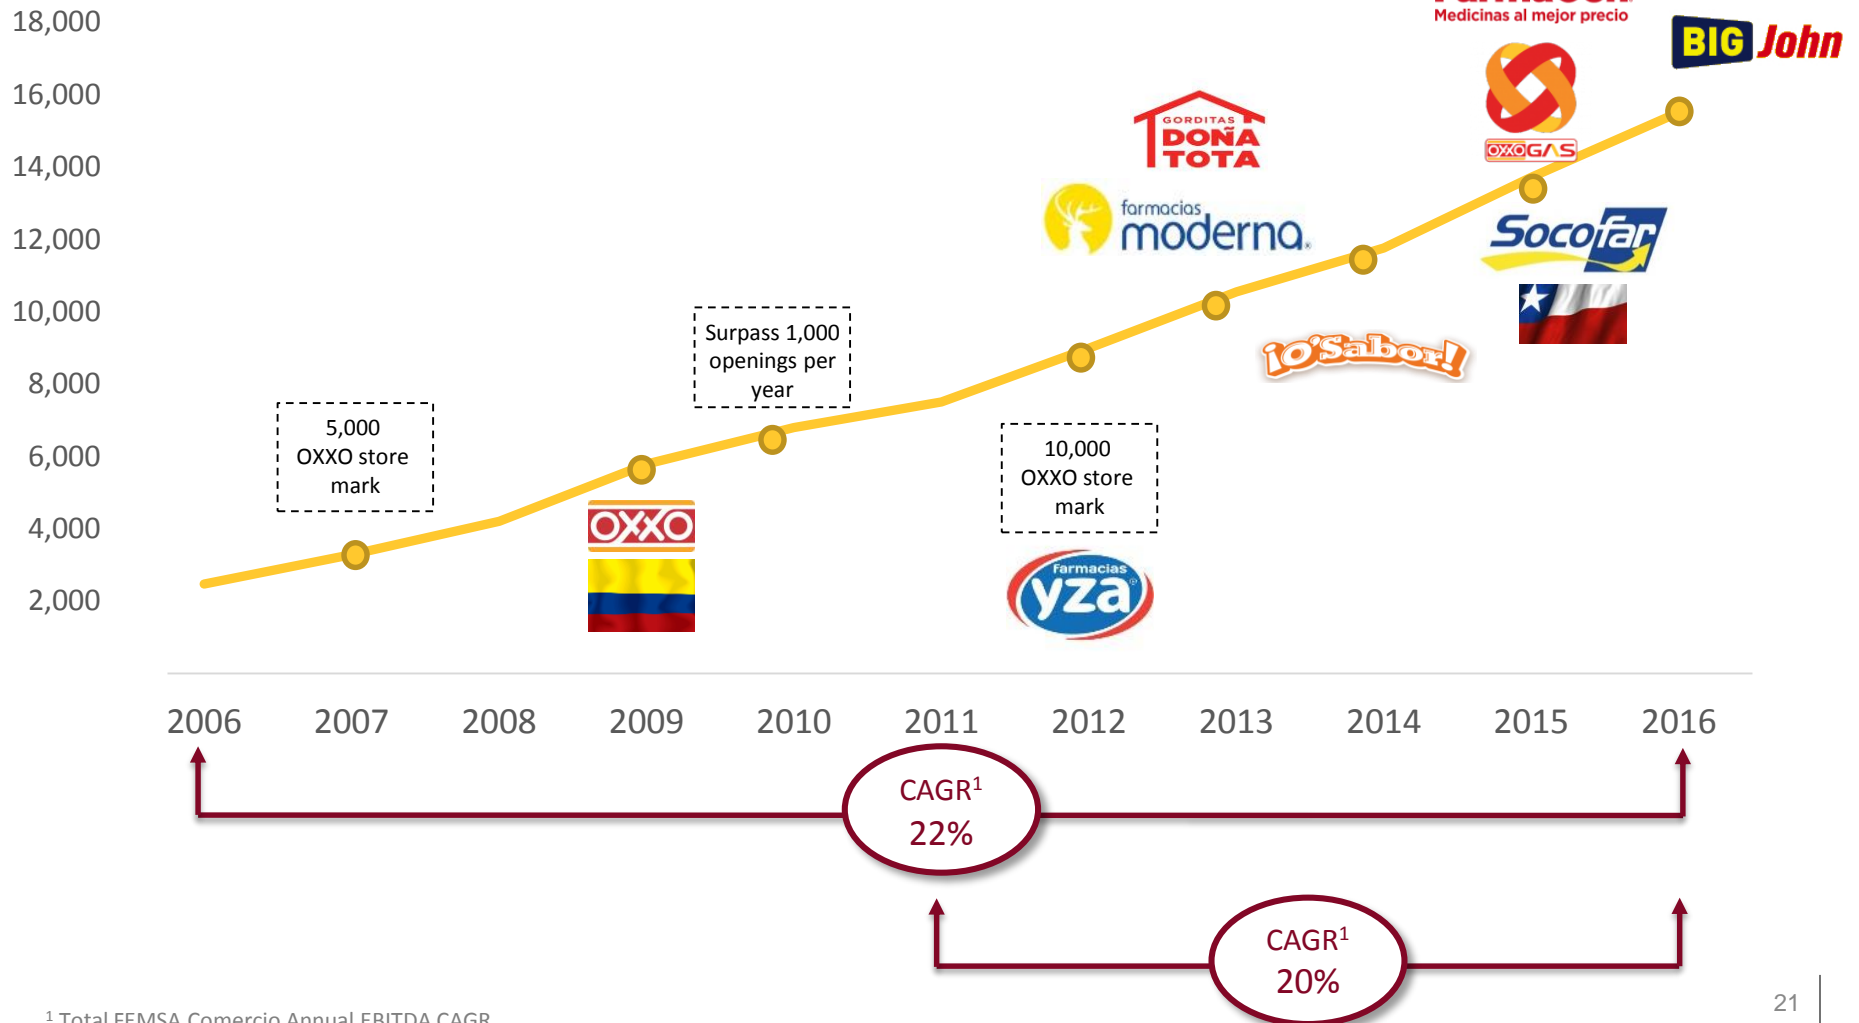 18,000
16,000
14,000
12,000
10,000
8,000
6,000
4,000
2,000
Medicinas al mejor precio
BIG John
GORDITAS
DOÑA
TOTA
OXXO GAS
farmacias
moderna
Socofar
¡O'Sabor!
Surpass 1,000
openings per
year
5,000
OXXO store
mark
10,000
OXXO store
mark
OXXO
Farmacias
yza
2006 2007 2008 2009 2010 2011 2012 2013 2014 2015 2016
CAGR¹
22%
CAGR¹
20%
¹ Total FEMSA Comercio Annual EBITDA CAGR
21